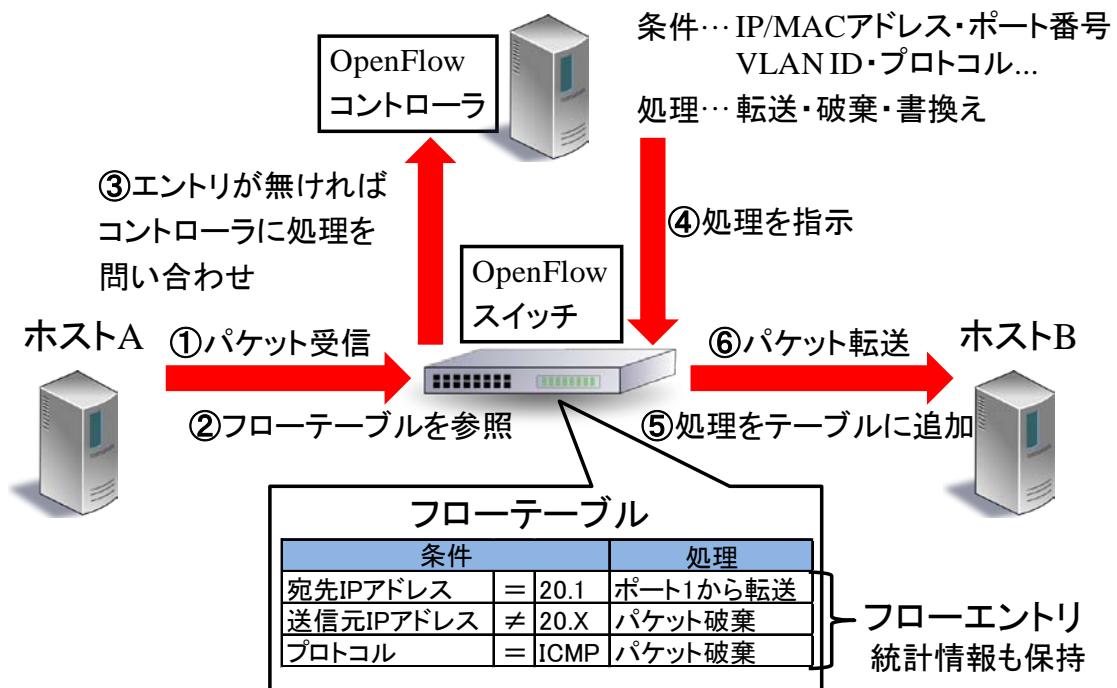 OpenFlow
コントローラ
条件…IP/MACアドレス・ポート番号
VLAN ID・プロトコル...
処理…転送・破棄・書換え
③エントリが無ければ
コントローラに処理を
問い合わせ
④処理を指示
OpenFlow
スイッチ
ホストA
①パケット受信
⑥パケット転送
ホストB
②フローテーブルを参照
⑤処理をテーブルに追加
フローテーブル
条件 処理
宛先IPアドレス = 20.1 ポート1から転送
送信元IPアドレス ≠ 20.X パケット破棄
プロトコル = ICMP パケット破棄
フローエントリ
統計情報も保持